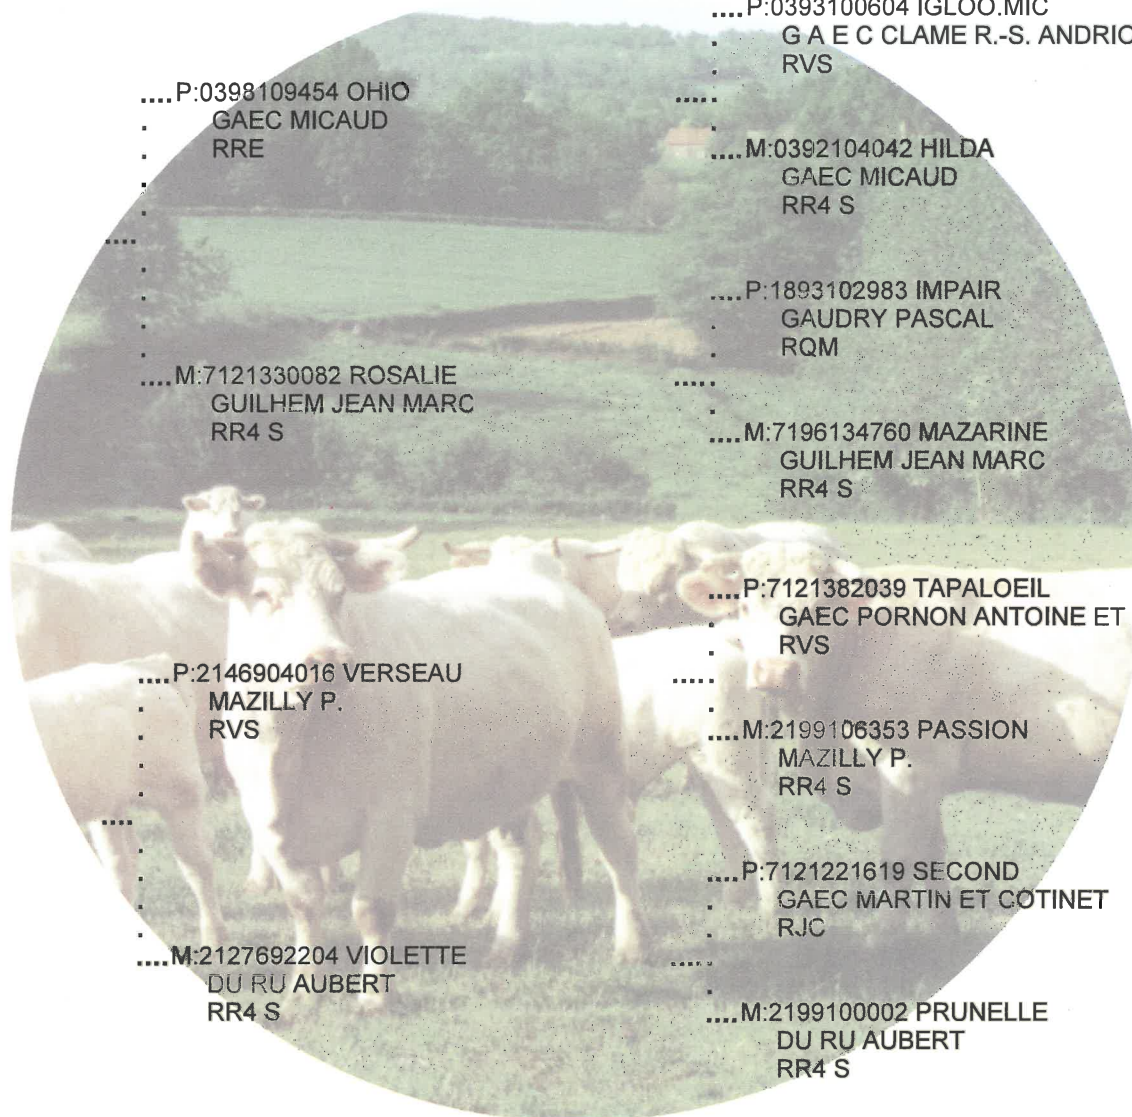 ....P:0393100604 IGLOO.MIC
G A E C CLAME R.-S. ANDRIC
RVS
....P:0398109454 OHIO
GAEC MICAUD
RRE
....M:0392104042 HILDA
GAEC MICAUD
RR4 S
....P:1893102983 IMPAIR
GAUDRY PASCAL
RQM
....M:7121330082 ROSALIE
GUILHEM JEAN MARC
RR4 S
....M:7196134760 MAZARINE
GUILHEM JEAN MARC
RR4 S
....P:7121382039 TAPALOEIL
GAEC PORNON ANTOINE ET
RVS
....P:2146904016 VERSEAU
MAZILLY P.
RVS
....M:2199106353 PASSION
MAZILLY P.
RR4 S
....P:7121221619 SECOND
GAEC MARTIN ET COTINET
RJC
....M:2127692204 VIOLETTE
DU RU AUBERT
RR4 S
....M:2199100002 PRUNELLE
DU RU AUBERT
RR4 S